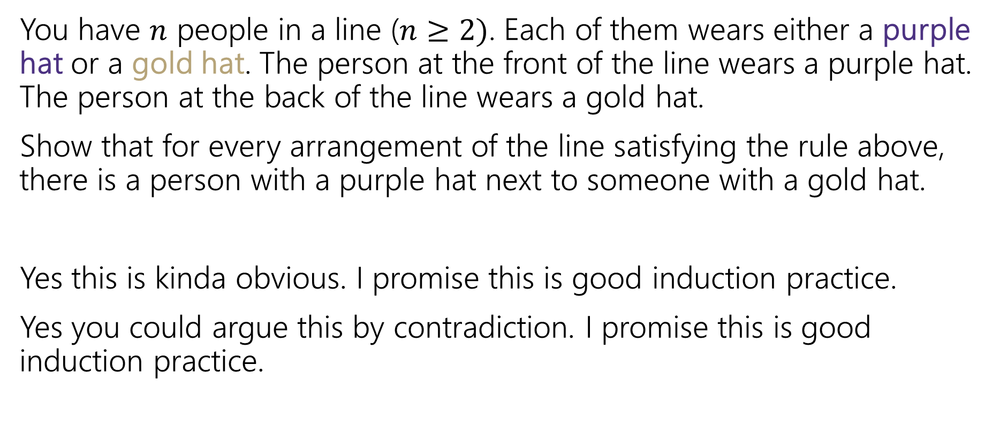 You have n people in a line (n ≥ 2). Each of them wears either a purple
hat or a gold hat. The person at the front of the line wears a purple hat.
The person at the back of the line wears a gold hat.
Show that for every arrangement of the line satisfying the rule above,
there is a person with a purple hat next to someone with a gold hat.
Yes this is kinda obvious. I promise this is good induction practice.
Yes you could argue this by contradiction. I promise this is good
induction practice.